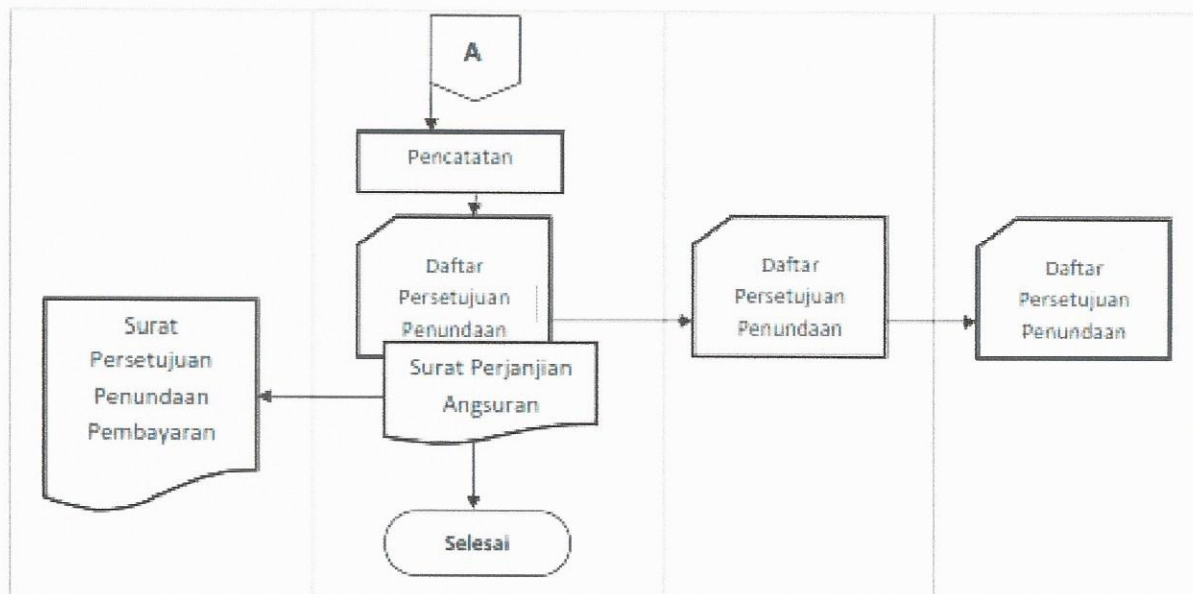 A
Pencatatan
Daftar
Persetujuan
Penundaan
Surat Perjanjian
Angsuran
Daftar
Persetujuan
Penundaan
Daftar
Persetujuan
Penundaan
Surat
Persetujuan
Penundaan
Pembayaran
Selesai